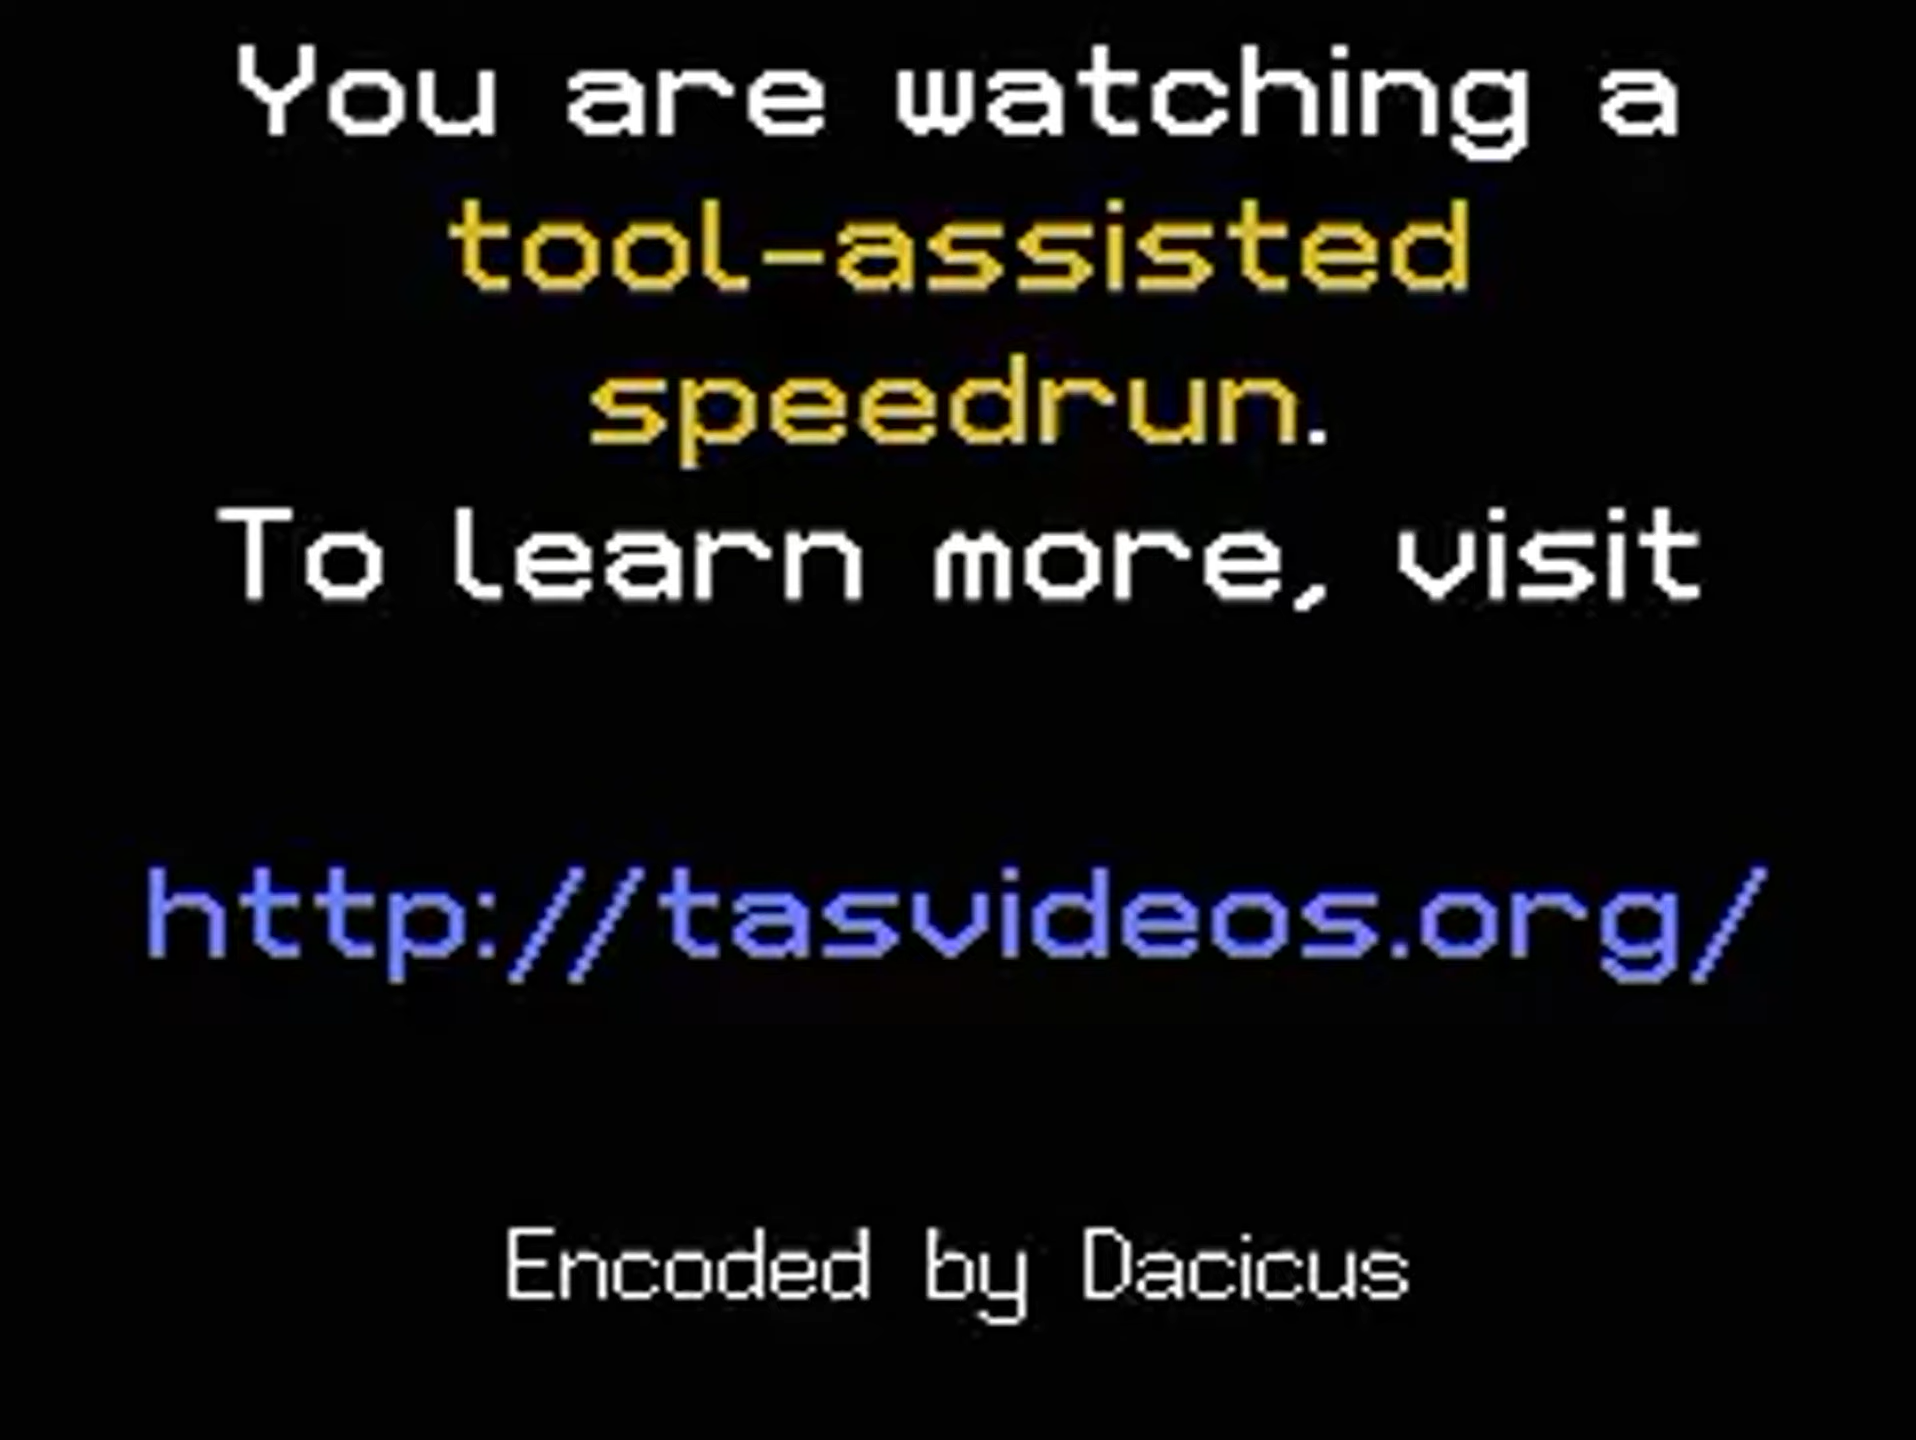 You are watching a
tool-assisted
speedrun.
To learn more, visit
http://tasvideos.org/
Encoded by Dacicus